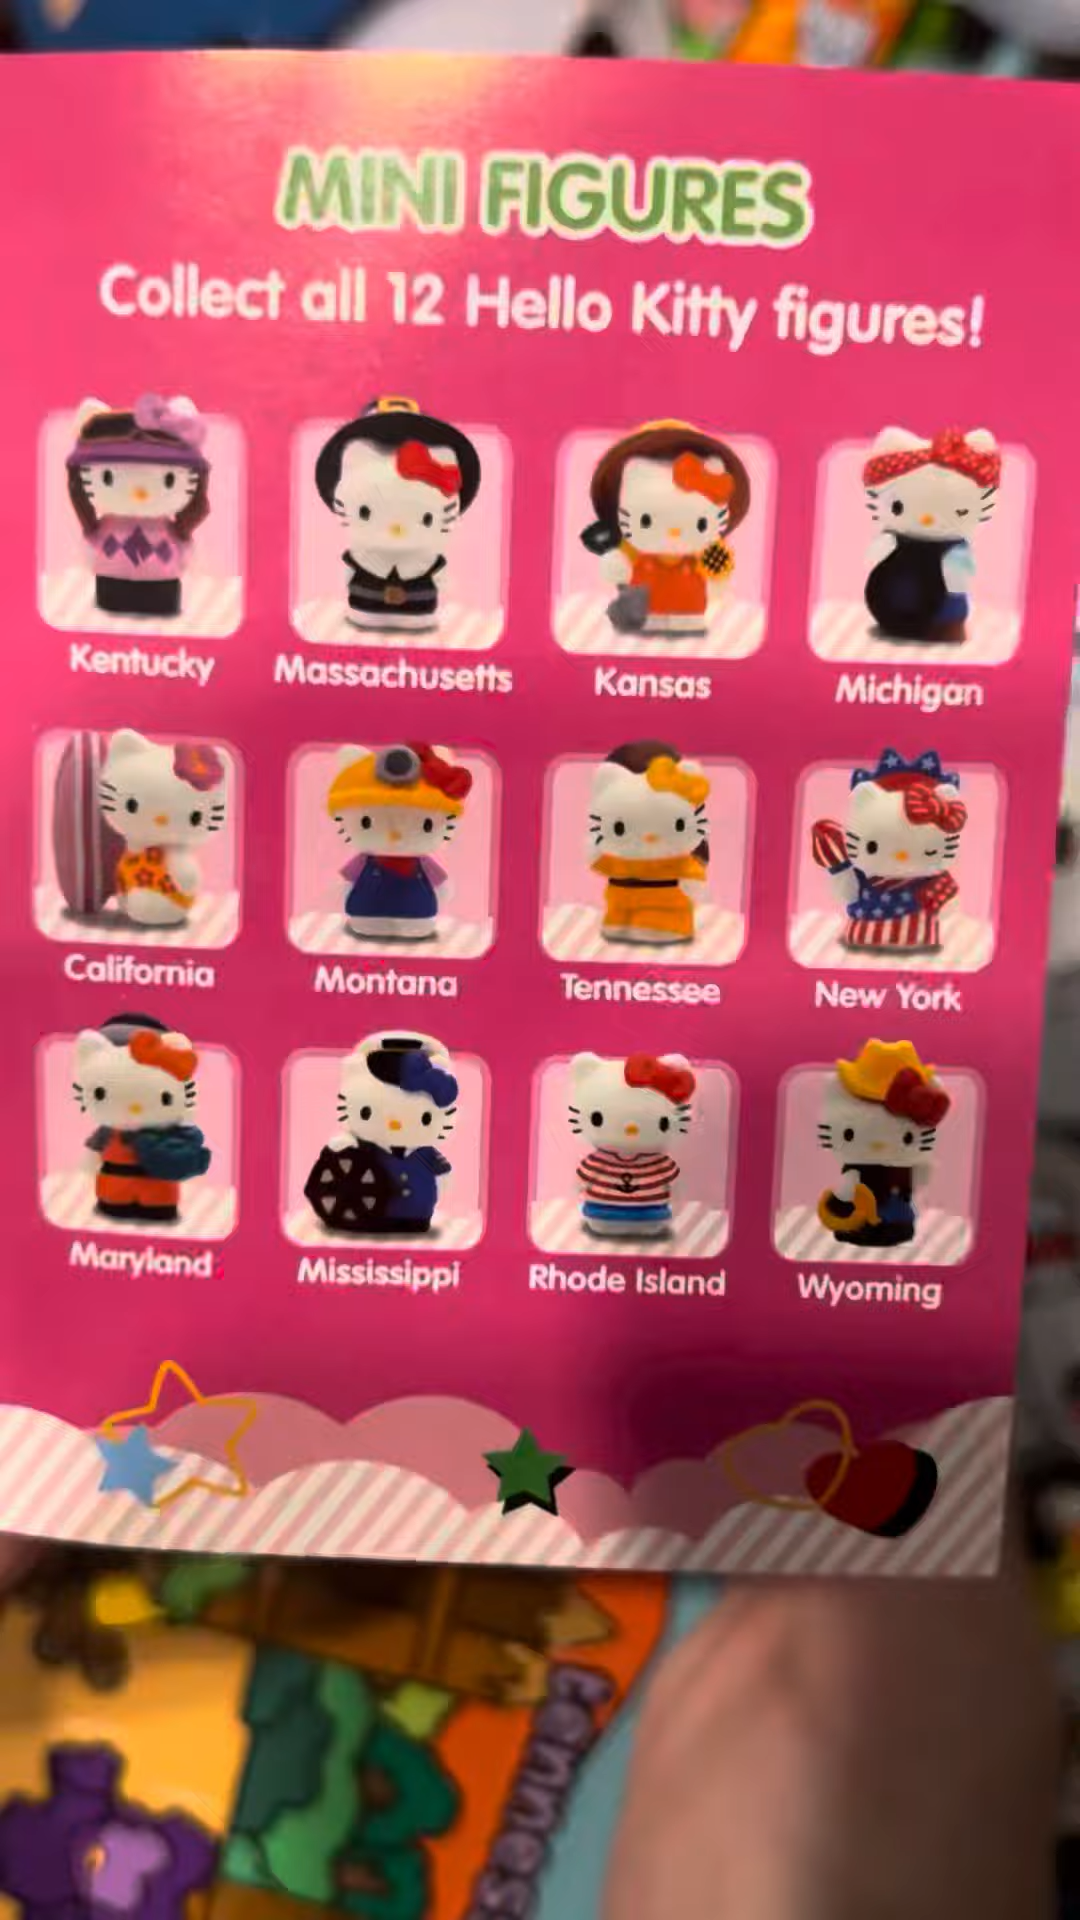 MINI FIGURES
Collect all 12 Hello Kitty figures!
Kentucky
Massachusetts
Kansas
Michigan
California
Montana
Tennessee
New York
Maryland
Mississippi
Rhode Island
Wyoming